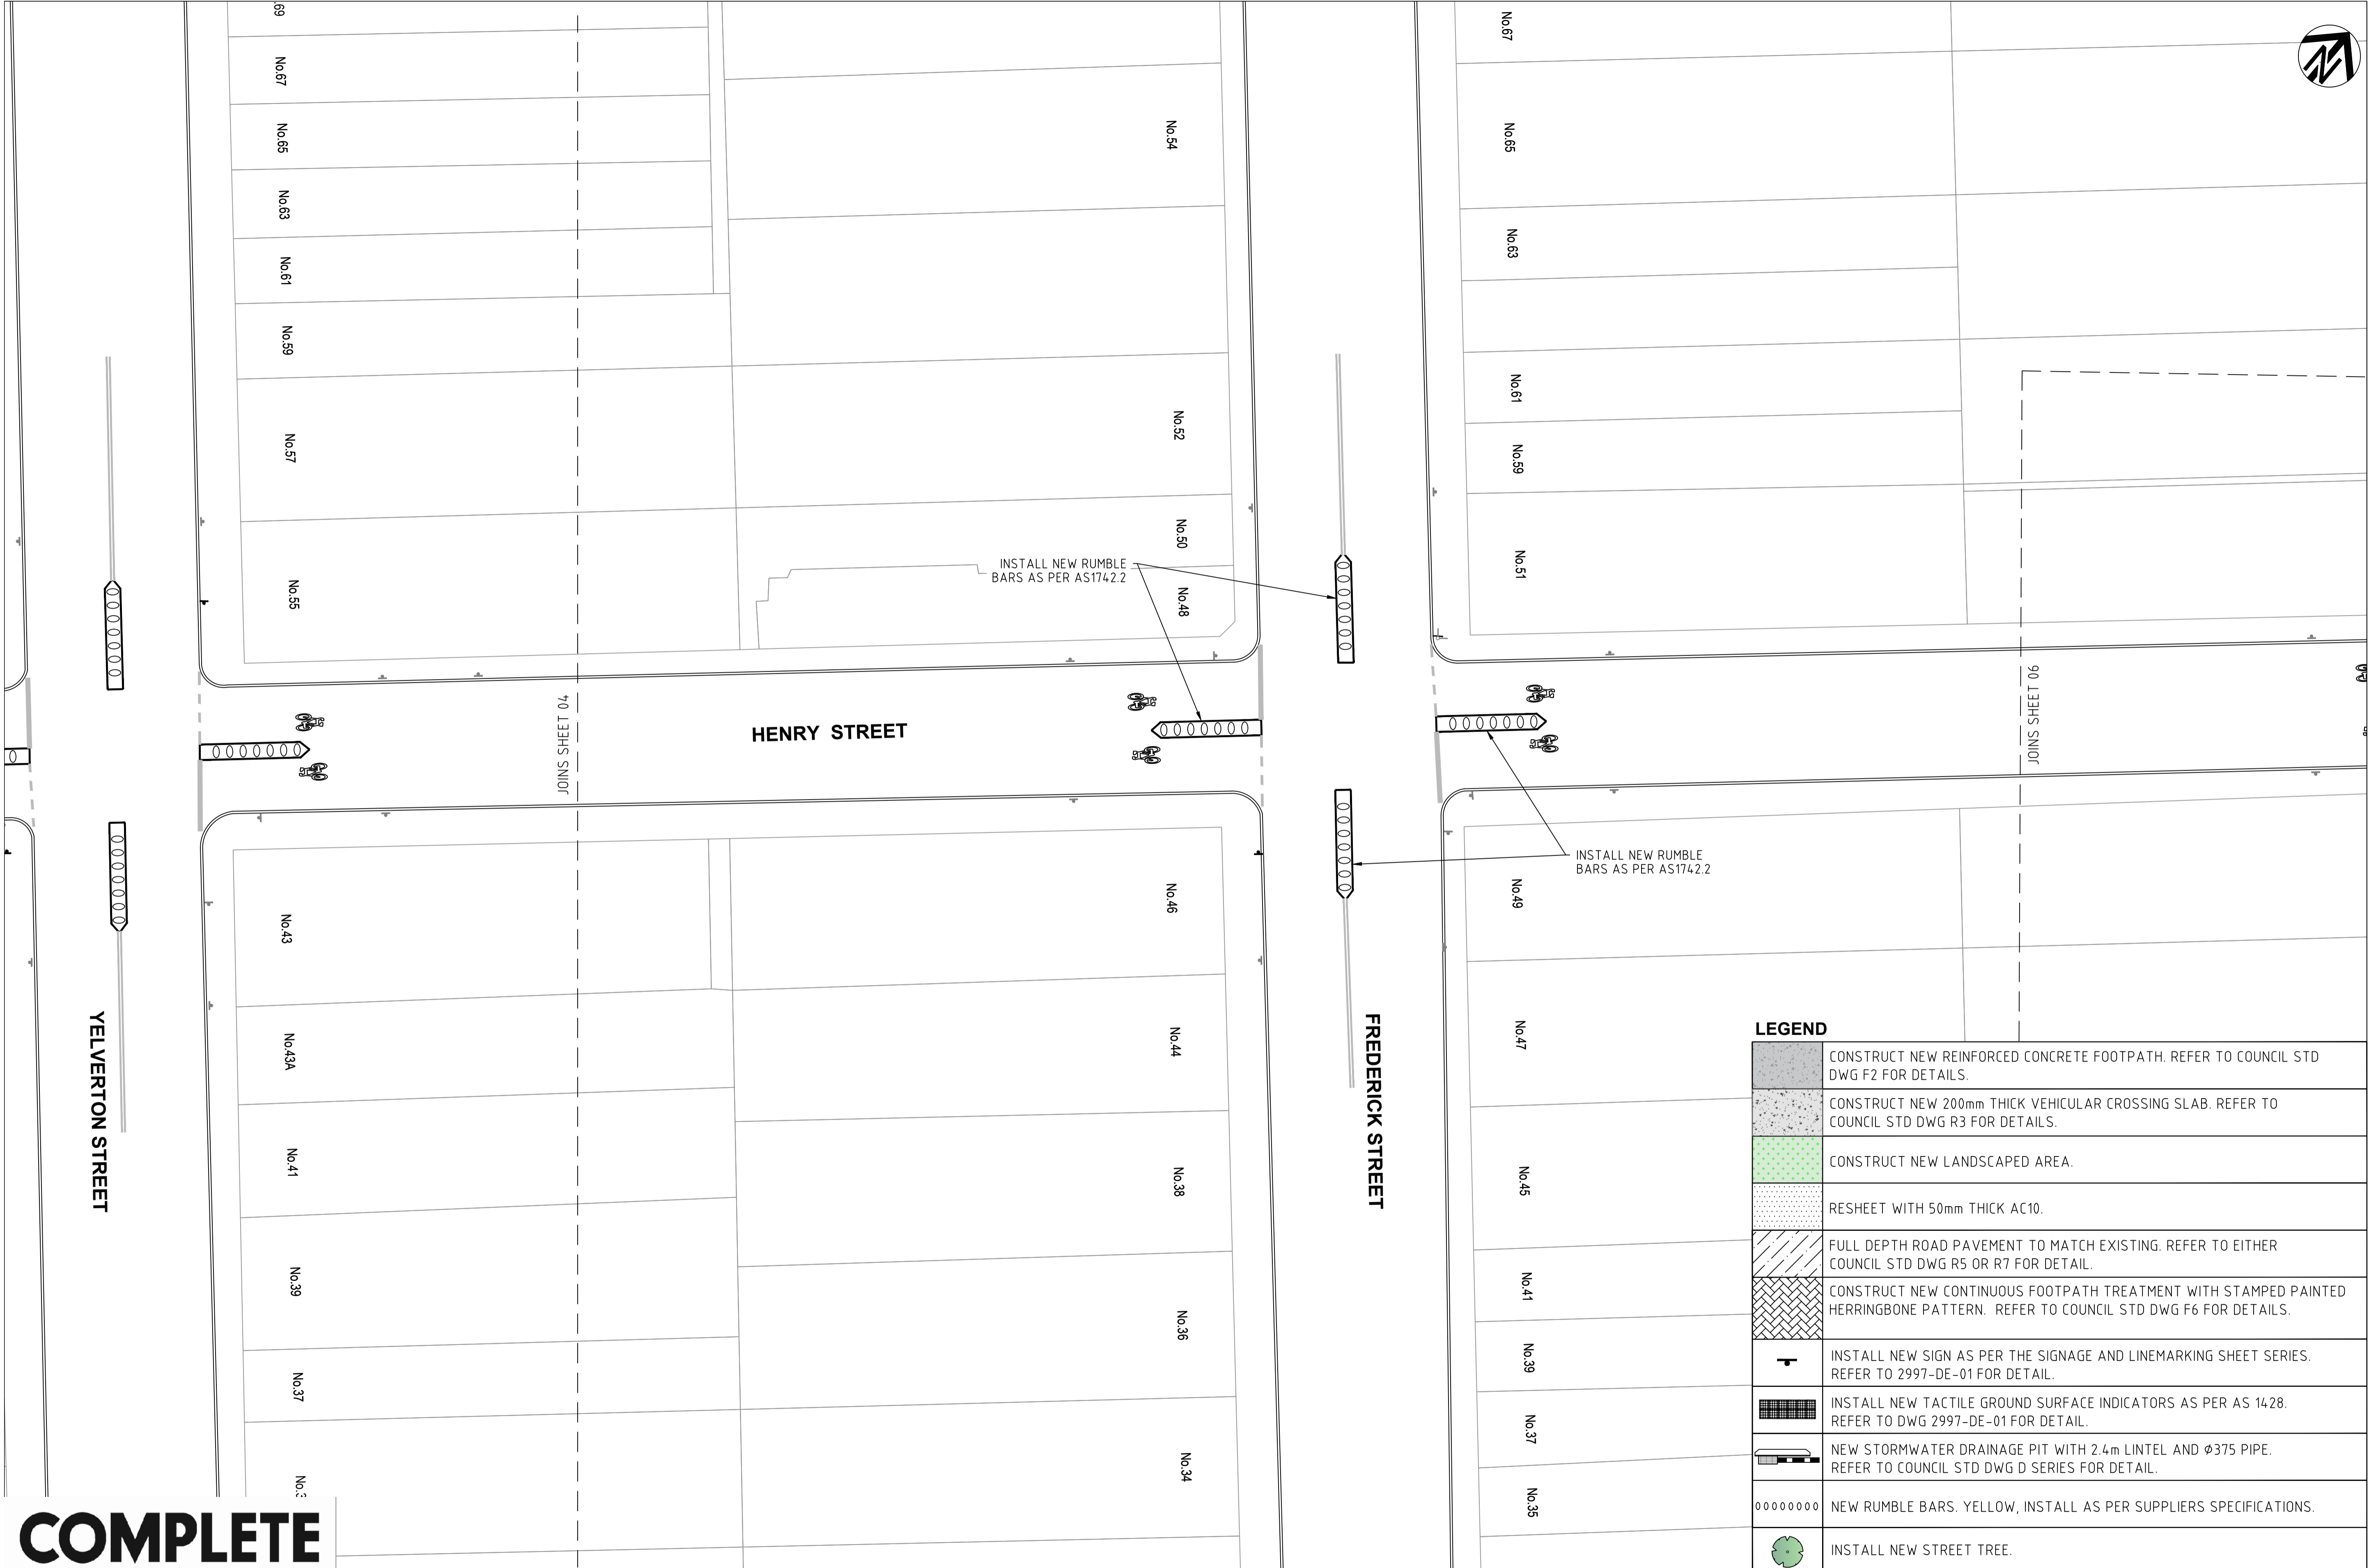 .69
No.67
No.65
No.63
No.61
No.59
No.57
No.55
No.54
No.52
No.50
No.48
No.67
No.65
No.63
No.61
No.59
No.51
INSTALL NEW RUMBLE
BARS AS PER AS1742.2
JOINS SHEET 04
HENRY STREET
JOINS SHEET 06
INSTALL NEW RUMBLE
BARS AS PER AS1742.2
YELVERTON STREET
No.43
No.43A
No.41
No.39
No.37
No.3
No.46
No.44
No.38
No.36
No.34
FREDERICK STREET
No.49
No.47
No.45
No.41
No.39
No.37
No.35
LEGEND
CONSTRUCT NEW REINFORCED CONCRETE FOOTPATH. REFER TO COUNCIL STD
DWG F2 FOR DETAILS.
CONSTRUCT NEW 200mm THICK VEHICULAR CROSSING SLAB. REFER TO
COUNCIL STD DWG R3 FOR DETAILS.
CONSTRUCT NEW LANDSCAPED AREA.
RESHEET WITH 50mm THICK AC10.
FULL DEPTH ROAD PAVEMENT TO MATCH EXISTING. REFER TO EITHER
COUNCIL STD DWG R5 OR R7 FOR DETAIL.
CONSTRUCT NEW CONTINUOUS FOOTPATH TREATMENT WITH STAMPED PAINTED
HERRINGBONE PATTERN. REFER TO COUNCIL STD DWG F6 FOR DETAILS.
INSTALL NEW SIGN AS PER THE SIGNAGE AND LINEMARKING SHEET SERIES.
REFER TO 2997-DE-01 FOR DETAIL.
INSTALL NEW TACTILE GROUND SURFACE INDICATORS AS PER AS 1428.
REFER TO DWG 2997-DE-01 FOR DETAIL.
NEW STORMWATER DRAINAGE PIT WITH 2.4m LINTEL AND Ø375 PIPE.
REFER TO COUNCIL STD DWG D SERIES FOR DETAIL.
NEW RUMBLE BARS. YELLOW, INSTALL AS PER SUPPLIERS SPECIFICATIONS.
INSTALL NEW STREET TREE.
COMPLETE